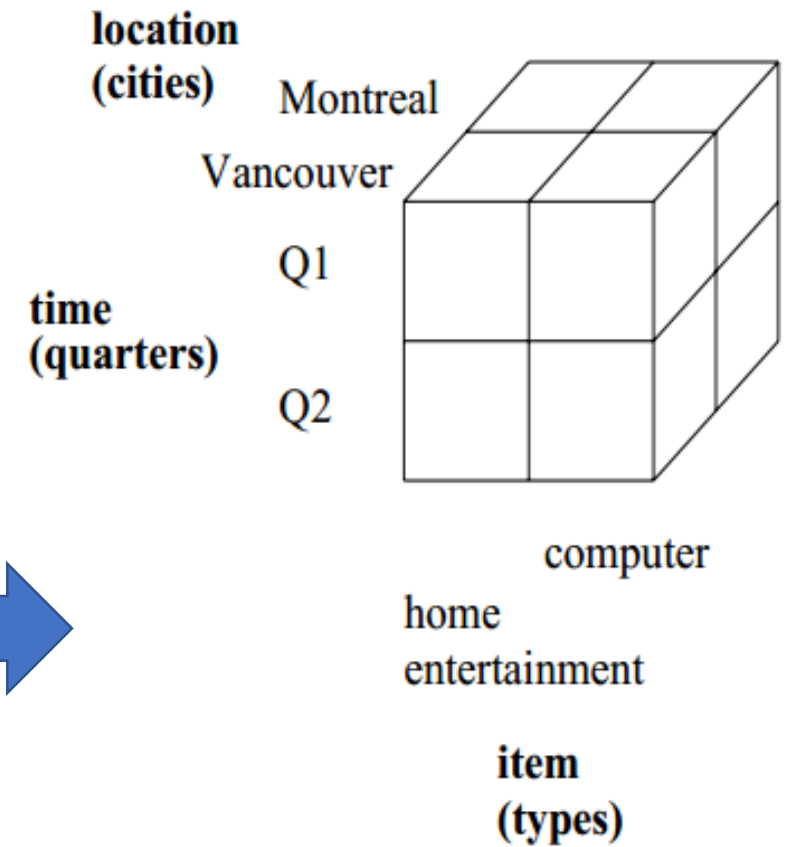 location
(cities)
Montreal
Vancouver
Q1
time
(quarters)
Q2
computer
home
entertainment
item
(types)